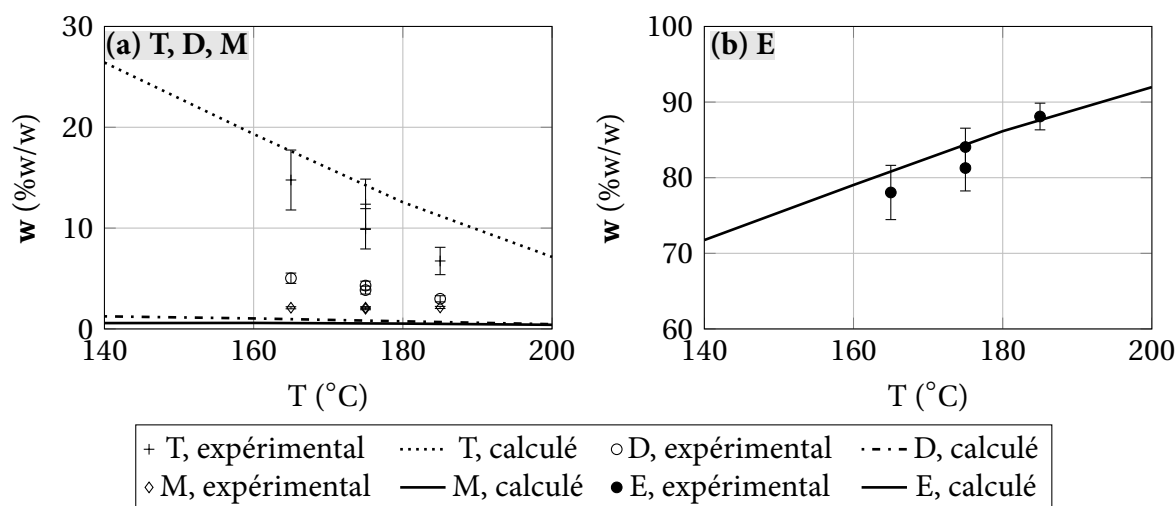 (a) T, D, M
30
20
10
0
140 160 180 200
w (%w/w)
T (°C)
(b) E
100
90
80
70
60
140 160 180 200
w (%w/w)
T (°C)
T, expérimental T, calculé D, expérimental D, calculé
M, expérimental M, calculé E, expérimental E, calculé